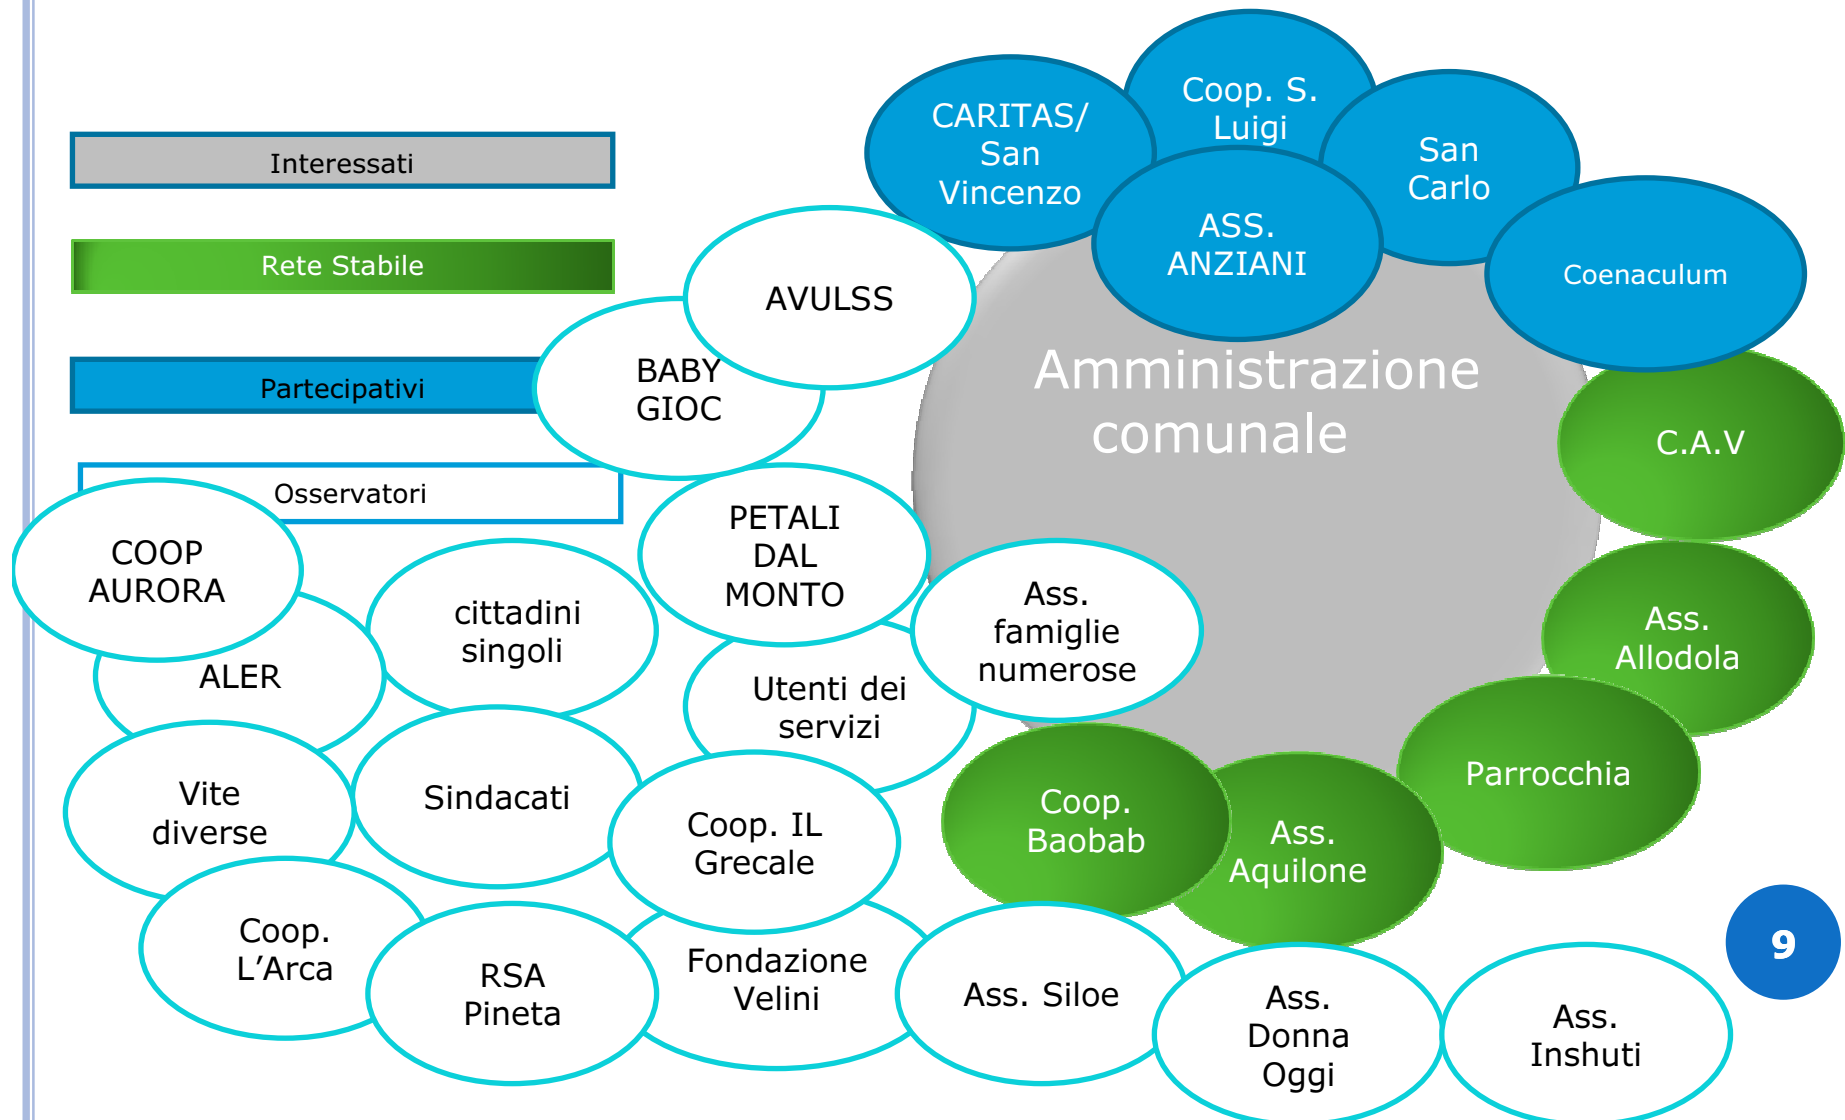 Interessati
Rete Stabile
Partecipativi
Osservatori
CARITAS/
San
Vincenzo
Coop. S.
Luigi
San
Carlo
ASS.
ANZIANI
Coenaculum
AVULSS
BABY
GIOC
Amministrazione
comunale
C.A.V
PETALI
DAL
MONTO
COOP
AURORA
cittadini
singoli
Ass.
famiglie
numerose
Ass.
Allodola
ALER
Utenti dei
servizi
Parrocchia
Vite
diverse
Sindacati
Coop. IL
Grecale
Coop.
Baobab
Ass.
Aquilone
Coop.
L’Arca
RSA
Pineta
Fondazione
Velini
Ass. Siloe
Ass.
Donna
Oggi
Ass.
Inshuti
9